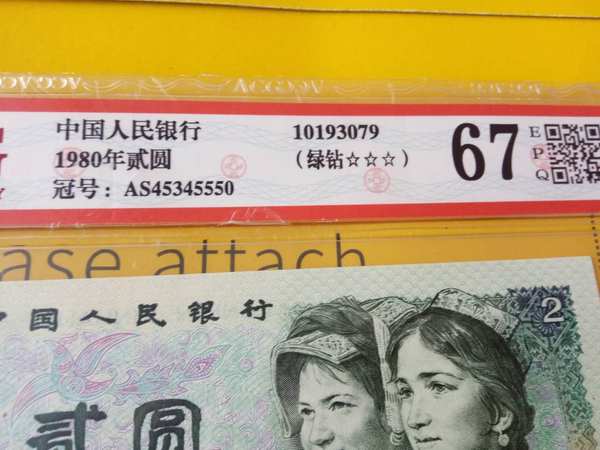 中国人民银行 10193079
1980年贰圆 （绿钻☆☆☆）
冠号：AS45345550
67 EPQ
ase attach
中国人民银行
2
贰圆